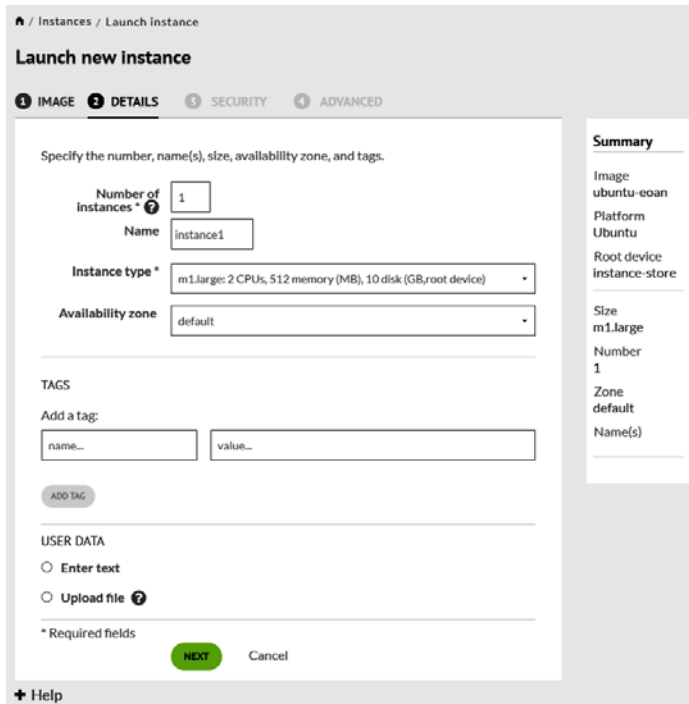 / Instances / Launch instance
Launch new instance
1 IMAGE 2 DETAILS 3 SECURITY 4 ADVANCED
Specify the number, name(s), size, availability zone, and tags.
Number of
instances * ?
1
Name
instance1
Instance type *
m1.large: 2 CPUs, 512 memory (MB), 10 disk (GB,root device)
Availability zone
default
TAGS
Add a tag:
name...
value...
ADD TAG
USER DATA
Enter text
Upload file ?
* Required fields
NEXT
Cancel
+ Help
Summary
Image
ubuntu-eoan
Platform
Ubuntu
Root device
instance-store
Size
m1.large
Number
1
Zone
default
Name(s)